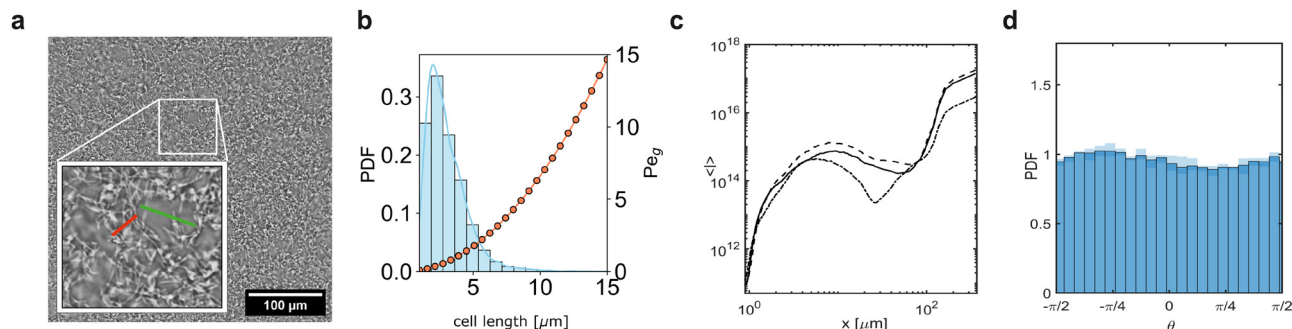 a
100 µm
b
PDF
0.3
0.2
0.1
0.0
15
10
5
0
Pe_g
5
10
15
cell length [µm]
c
<I>
10^18
10^16
10^14
10^12
10^0
10^2
x [µm]
d
PDF
1.5
1
0.5
0
-π/2
-π/4
0
π/4
π/2
θ